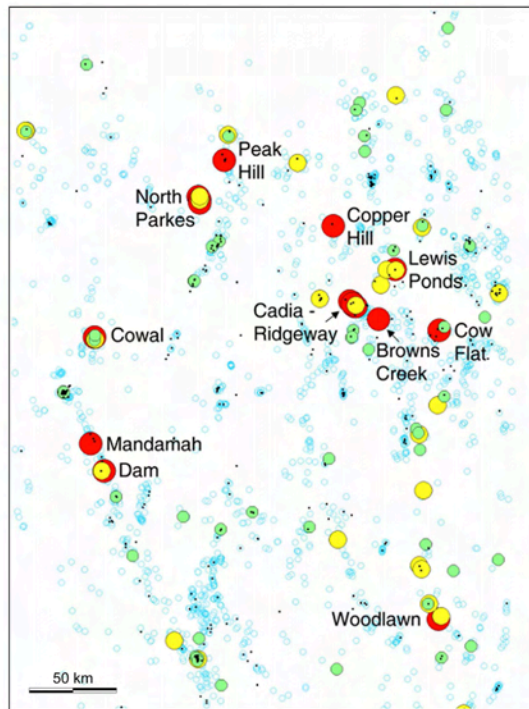 Peak
Hill
North
Parkes
Copper
Hill
Lewis
Ponds
Cadia -
Ridgeway
Cowal
Browns
Creek
Cow
Flat
Mandamah
Dam
Woodlawn
50 km